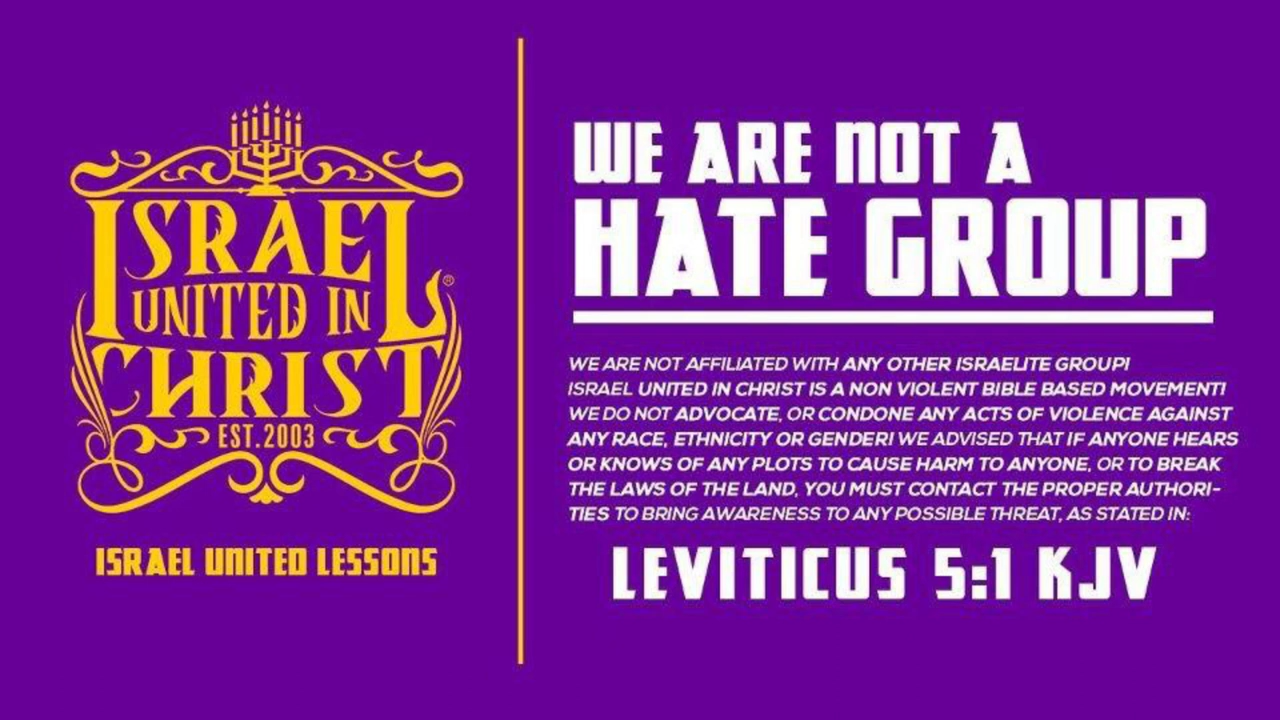 ISRAEL
UNITED IN
CHRIST
®
EST. 2003
ISRAEL UNITED LESSONS
WE ARE NOT A
HATE GROUP
WE ARE NOT AFFILIATED WITH ANY OTHER ISRAELITE GROUP!
ISRAEL UNITED IN CHRIST IS A NON VIOLENT BIBLE BASED MOVEMENT!
WE DO NOT ADVOCATE, OR CONDONE ANY ACTS OF VIOLENCE AGAINST
ANY RACE, ETHNICITY OR GENDER! WE ADVISED THAT IF ANYONE HEARS
OR KNOWS OF ANY PLOTS TO CAUSE HARM TO ANYONE, OR TO BREAK
THE LAWS OF THE LAND, YOU MUST CONTACT THE PROPER AUTHORI-
TIES TO BRING AWARENESS TO ANY POSSIBLE THREAT, AS STATED IN:
LEVITICUS 5:1 KJV